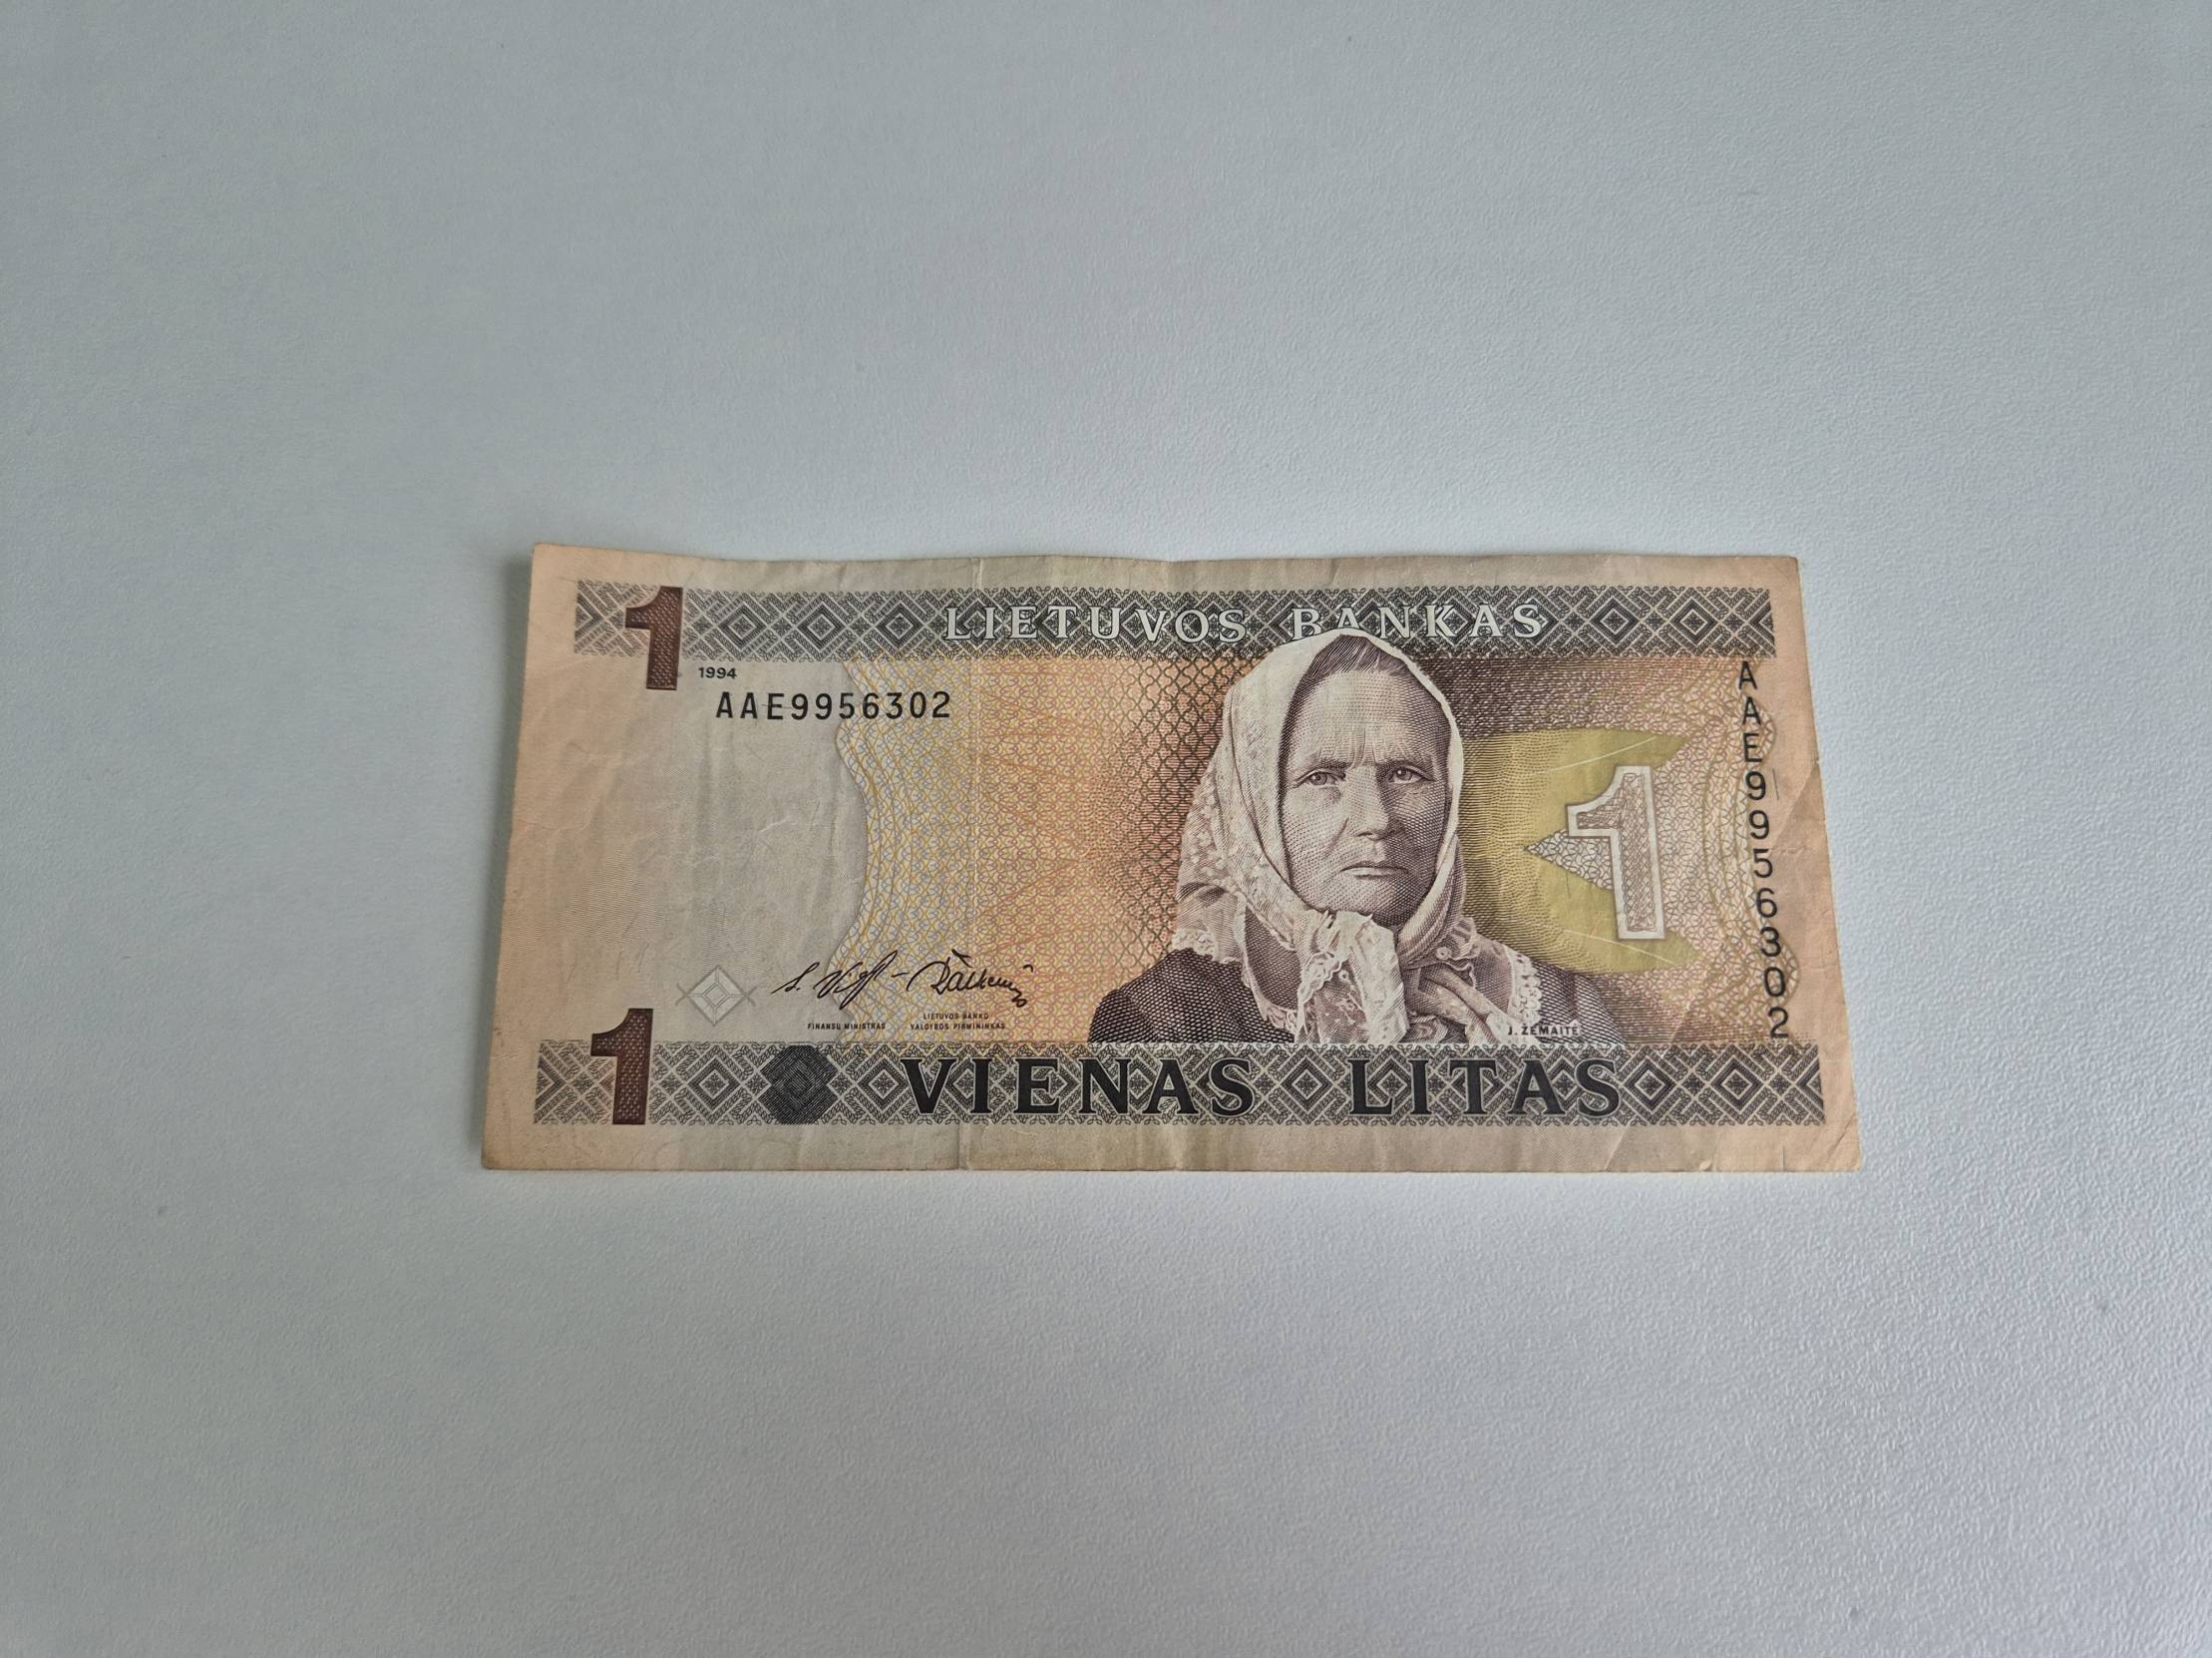 1
LIETUVOS BANKAS
1994
AAE9956302
AAE9956302
1
FINANSŲ MINISTRAS
LIETUVOS BANKO
VALDYBOS PIRMININKAS
J. ŽEMAITĖ
1
VIENAS LITAS